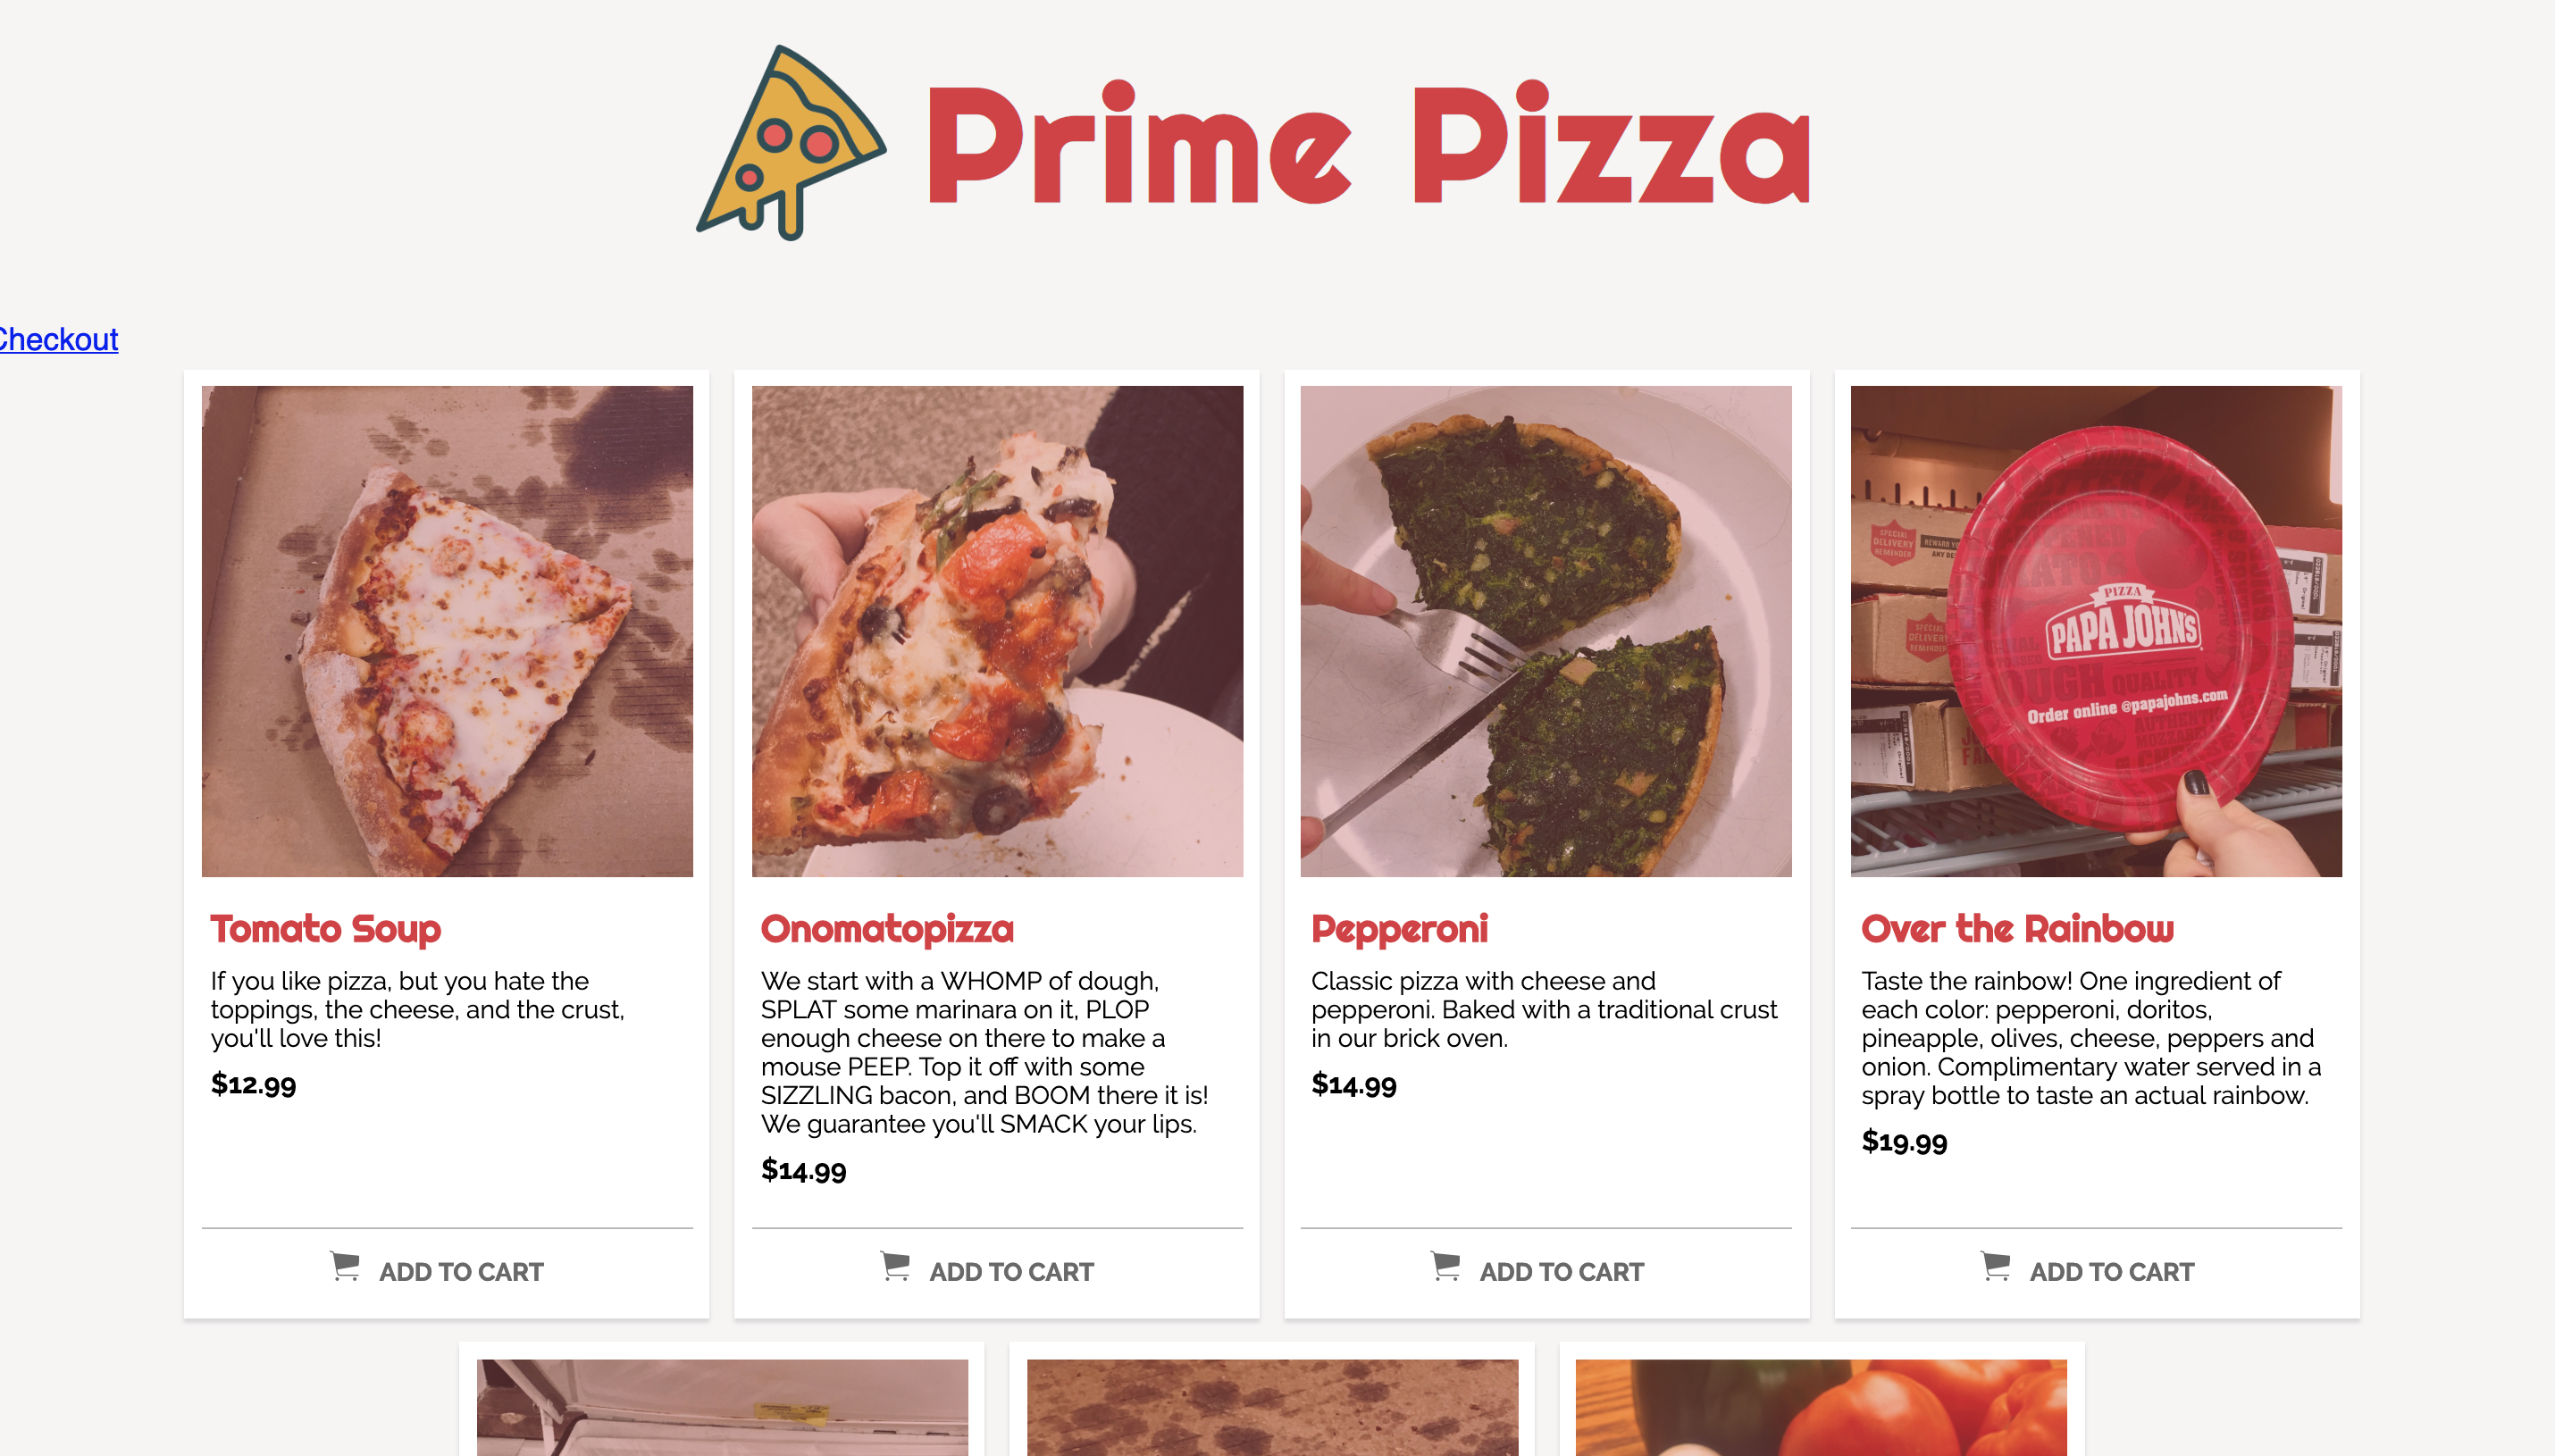 Prime Pizza
Checkout
SPECIAL
DELIVERY
REMINDER
SPECIAL
DELIVERY
REMINDER
PIZZA
PAPA JOHN'S
QUALITY
Order online @papajohns.com
Tomato Soup
If you like pizza, but you hate the
toppings, the cheese, and the crust,
you'll love this!
$12.99
ADD TO CART
Onomatopizza
We start with a WHOMP of dough,
SPLAT some marinara on it, PLOP
enough cheese on there to make a
mouse PEEP. Top it off with some
SIZZLING bacon, and BOOM there it is!
We guarantee you'll SMACK your lips.
$14.99
ADD TO CART
Pepperoni
Classic pizza with cheese and
pepperoni. Baked with a traditional crust
in our brick oven.
$14.99
ADD TO CART
Over the Rainbow
Taste the rainbow! One ingredient of
each color: pepperoni, doritos,
pineapple, olives, cheese, peppers and
onion. Complimentary water served in a
spray bottle to taste an actual rainbow.
$19.99
ADD TO CART